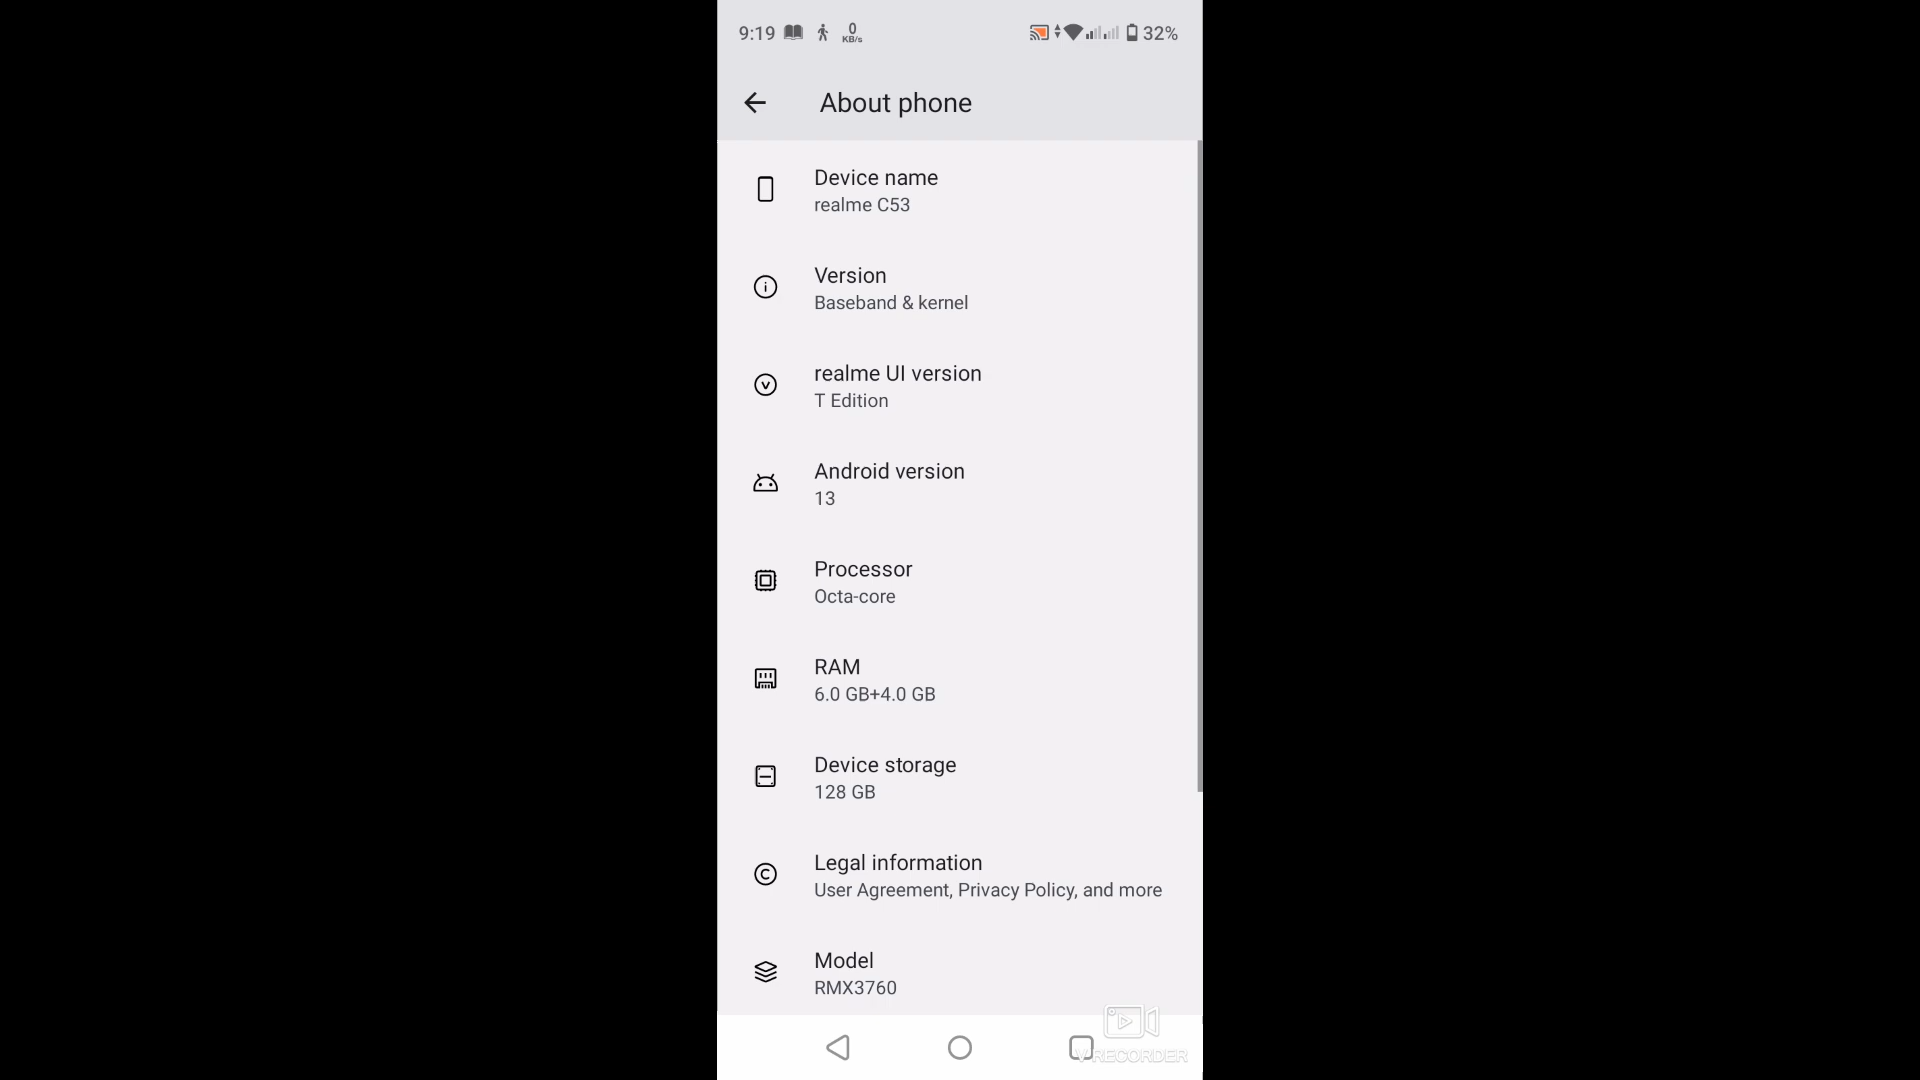 9:19 0 KB/s 32%
About phone
Device name
realme C53
Version
Baseband & kernel
realme UI version
T Edition
Android version
13
Processor
Octa-core
RAM
6.0 GB+4.0 GB
Device storage
128 GB
Legal information
User Agreement, Privacy Policy, and more
Model
RMX3760
V RECORDER